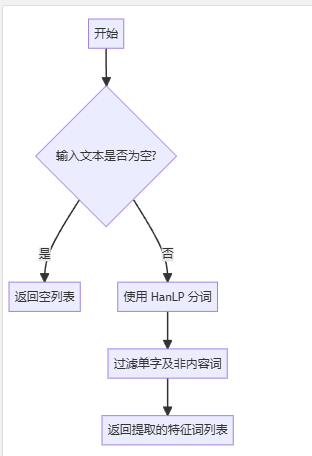 开始
输入文本是否为空?
是
否
返回空列表
使用 HanLP 分词
过滤单字及非内容词
返回提取的特征词列表